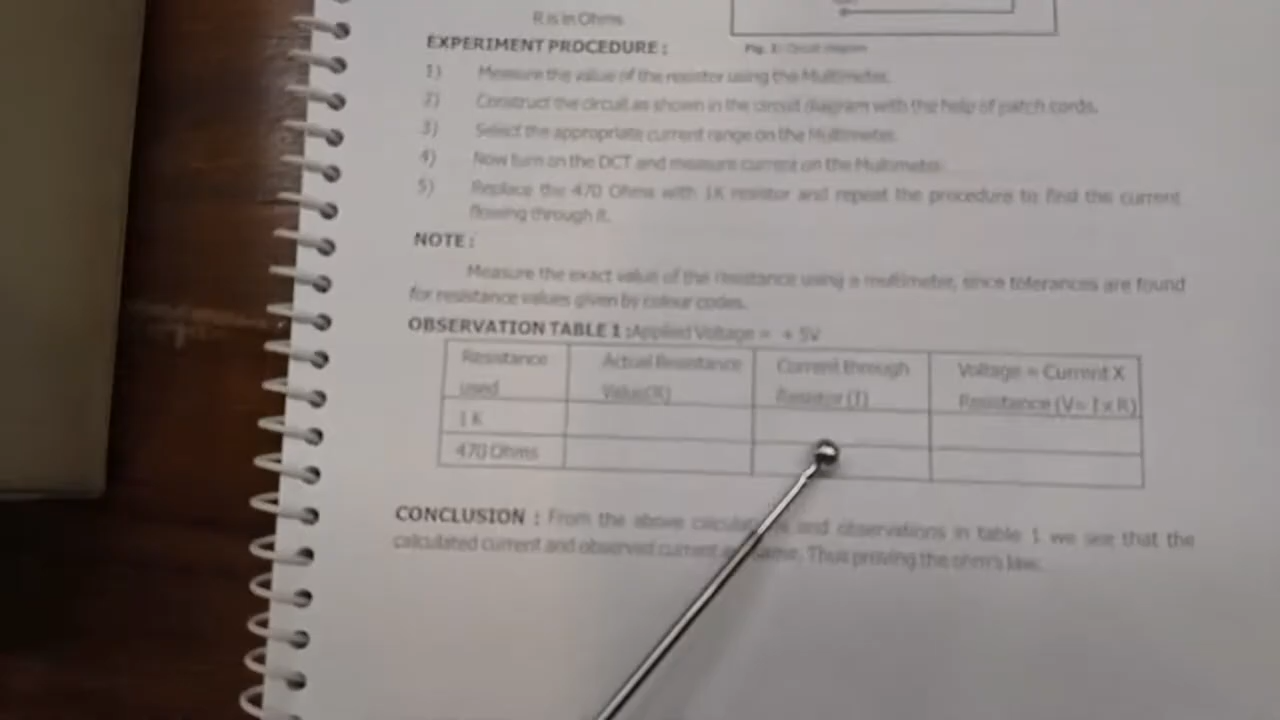 R is in Ohms
Fig. 1: Circuit diagram
EXPERIMENT PROCEDURE :
1) Measure the value of the resistor using the Multimeter.
2) Construct the circuit as shown in the circuit diagram with the help of patch cords.
3) Select the appropriate current range on the Multimeter.
4) Now turn on the DCT and measure current on the Multimeter.
5) Replace the 470 Ohms with 1K resistor and repeat the procedure to find the current
flowing through it.
NOTE :
Measure the exact value of the resistance using a multimeter, since tolerances are found
for resistance values given by colour codes.
OBSERVATION TABLE 1 : Applied Voltage = + 5V
Resistance used
Actual Resistance Value(R)
Current through Resistor (I)
Voltage = Current X Resistance (V= I x R)
1 K
470 Ohms
CONCLUSION : From the above and observations in table 1 we see that the
calculated current and observed current same. Thus proving the ohm's law.